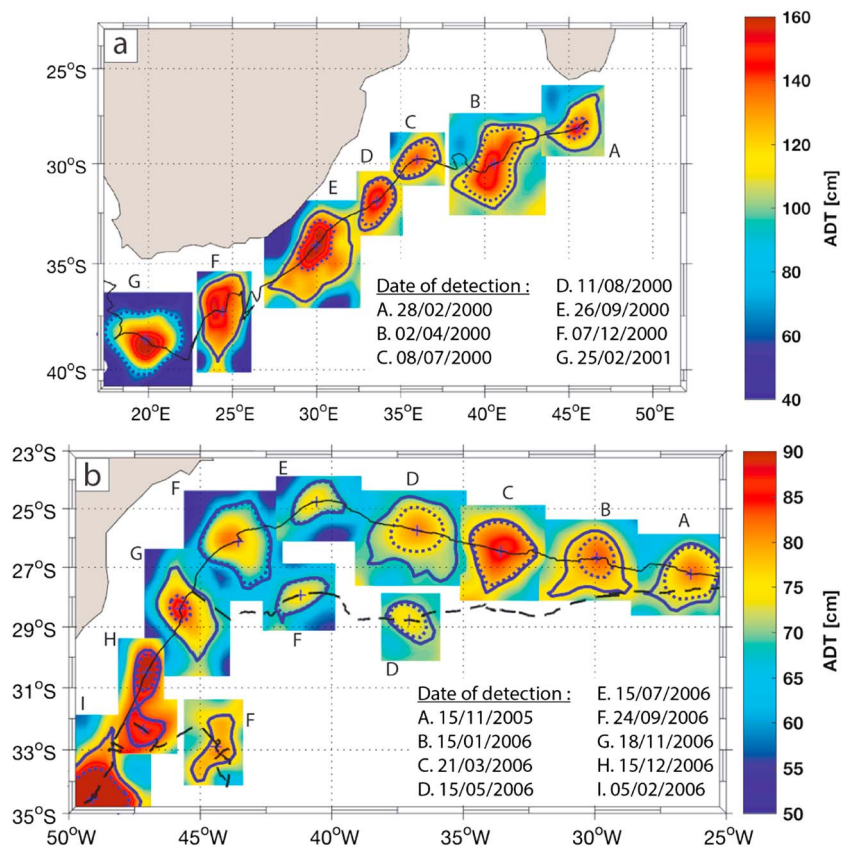 a
25°S
30°S
35°S
40°S
20°E 25°E 30°E 35°E 40°E 45°E 50°E
A
B
C
D
E
F
G
Date of detection :
A. 28/02/2000
B. 02/04/2000
C. 08/07/2000
D. 11/08/2000
E. 26/09/2000
F. 07/12/2000
G. 25/02/2001
160
140
120
100
80
60
40
ADT [cm]
b
23°S
25°S
27°S
29°S
31°S
33°S
35°S
50°W 45°W 40°W 35°W 30°W 25°W
A
B
C
D
E
F
G
H
I
F
D
F
Date of detection :
A. 15/11/2005
B. 15/01/2006
C. 21/03/2006
D. 15/05/2006
E. 15/07/2006
F. 24/09/2006
G. 18/11/2006
H. 15/12/2006
I. 05/02/2006
90
85
80
75
70
65
60
55
50
ADT [cm]